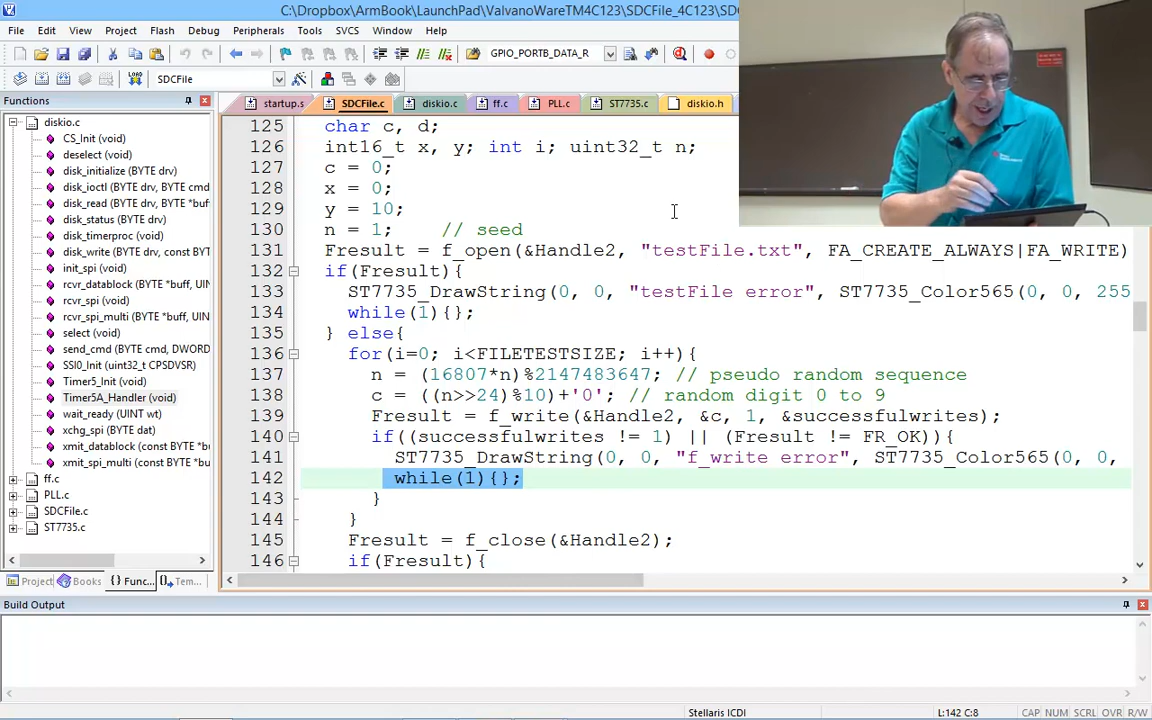 C:\Dropbox\ArmBook\LaunchPad\ValvanoWareTM4C123\SDCFile_4C123\SDC
File Edit View Project Flash Debug Peripherals Tools SVCS Window Help
GPIO_PORTB_DATA_R
LOAD SDCFile
Functions
startup.s SDCFile.c diskio.c ff.c PLL.c ST7735.c diskio.h
diskio.c
CS_Init (void)
deselect (void)
disk_initialize (BYTE drv)
disk_ioctl (BYTE drv, BYTE cmd
disk_read (BYTE drv, BYTE *buff
disk_status (BYTE drv)
disk_timerproc (void)
disk_write (BYTE drv, const BYTE
init_spi (void)
rcvr_datablock (BYTE *buff, UIN
rcvr_spi (void)
rcvr_spi_multi (BYTE *buff, UINT
select (void)
send_cmd (BYTE cmd, DWORD
SSI0_Init (uint32_t CPSDVSR)
Timer5_Init (void)
Timer5A_Handler (void)
wait_ready (UINT wt)
xchg_spi (BYTE dat)
xmit_datablock (const BYTE *bu
xmit_spi_multi (const BYTE *buf
ff.c
PLL.c
SDCFile.c
ST7735.c
Project Books {} Func... Tem...
125 char c, d;
126 int16_t x, y; int i; uint32_t n;
127 c = 0;
128 x = 0;
129 y = 10;
130 n = 1; // seed
131 Fresult = f_open(&Handle2, "testFile.txt", FA_CREATE_ALWAYS|FA_WRITE)
132 if(Fresult){
133 ST7735_DrawString(0, 0, "testFile error", ST7735_Color565(0, 0, 255
134 while(1){};
135 } else{
136 for(i=0; i<FILETESTSIZE; i++){
137 n = (16807*n)%2147483647; // pseudo random sequence
138 c = ((n>>24)%10)+'0'; // random digit 0 to 9
139 Fresult = f_write(&Handle2, &c, 1, &successfulwrites);
140 if((successfulwrites != 1) || (Fresult != FR_OK)){
141 ST7735_DrawString(0, 0, "f_write error", ST7735_Color565(0, 0,
142 while(1){};
143 }
144 }
145 Fresult = f_close(&Handle2);
146 if(Fresult){
Build Output
Stellaris ICDI L:142 C:8 CAP NUM SCRL OVR R/W